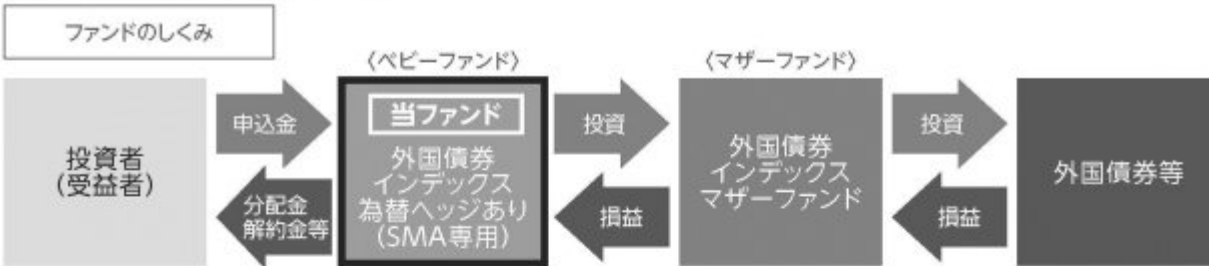 ファンドのしくみ
〈ベビーファンド〉
〈マザーファンド〉
投資者
(受益者)
申込金
分配金
解約金等
当ファンド
外国債券
インデックス
為替ヘッジあり
(SMA専用)
投資
損益
外国債券
インデックス
マザーファンド
投資
損益
外国債券等